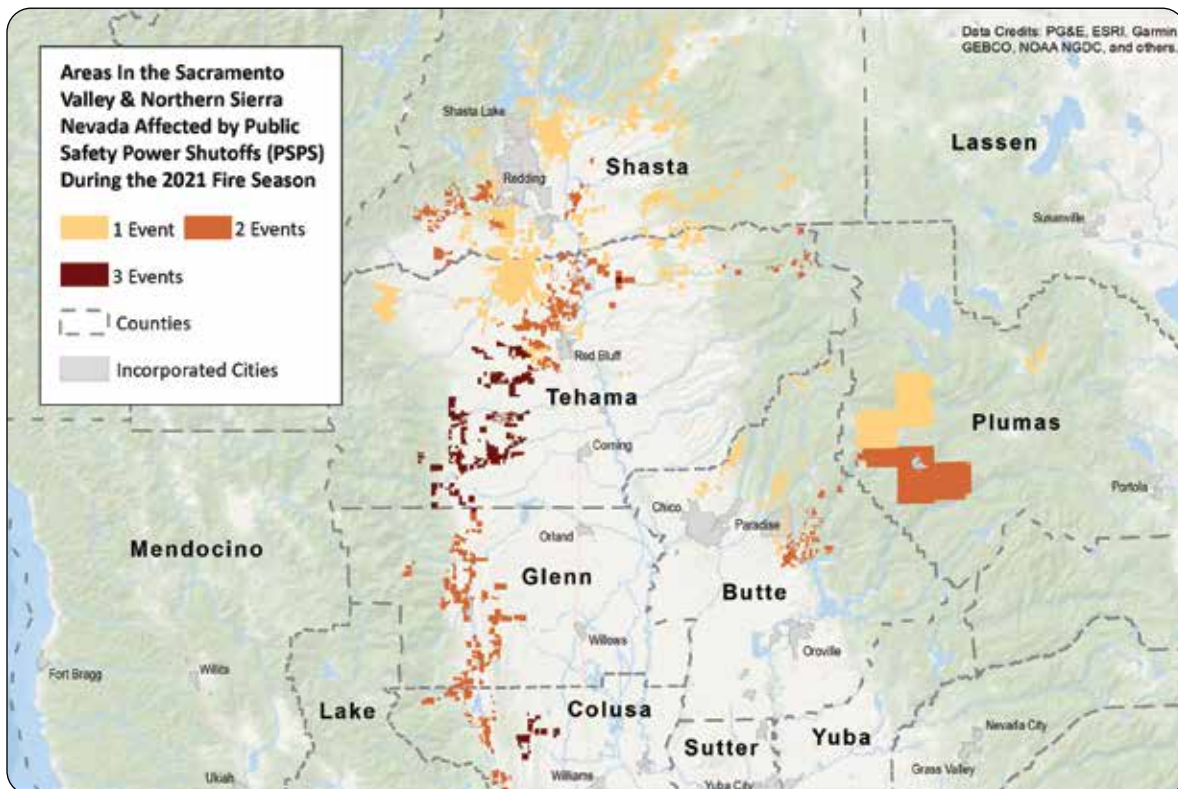 Data Credits: PG&E, ESRI, Garmin,
GEBCO, NOAA NGDC, and others.
Areas In the Sacramento
Valley & Northern Sierra
Nevada Affected by Public
Safety Power Shutoffs (PSPS)
During the 2021 Fire Season
1 Event
2 Events
3 Events
Counties
Incorporated Cities
Shasta Lake
Shasta
Lassen
Redding
Susanville
Red Bluff
Tehama
Plumas
Corning
Portola
Chico
Paradise
Mendocino
Orland
Glenn
Butte
Willows
Oroville
Fort Bragg
Willits
Lake
Colusa
Sutter
Yuba
Nevada City
Grass Valley
Ukiah
Williams
Yuba City